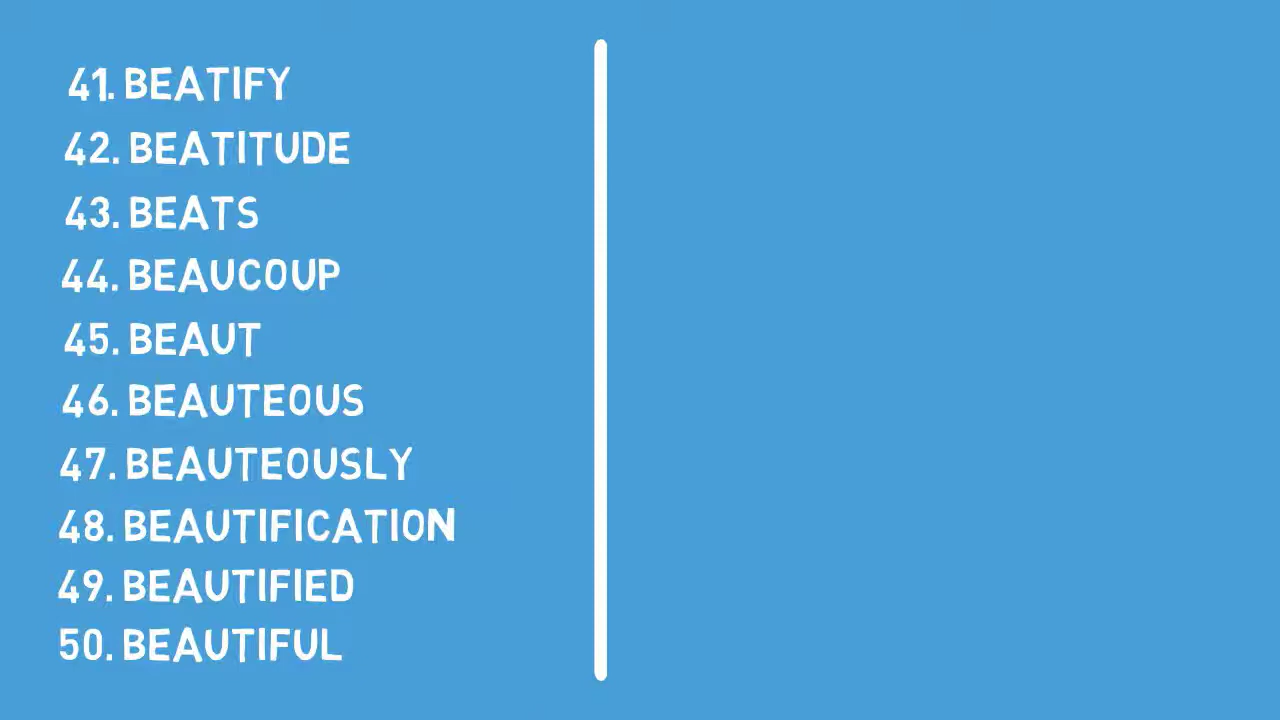 41. BEATIFY
42. BEATITUDE
43. BEATS
44. BEAUCOUP
45. BEAUT
46. BEAUTEOUS
47. BEAUTEOUSLY
48. BEAUTIFICATION
49. BEAUTIFIED
50. BEAUTIFUL